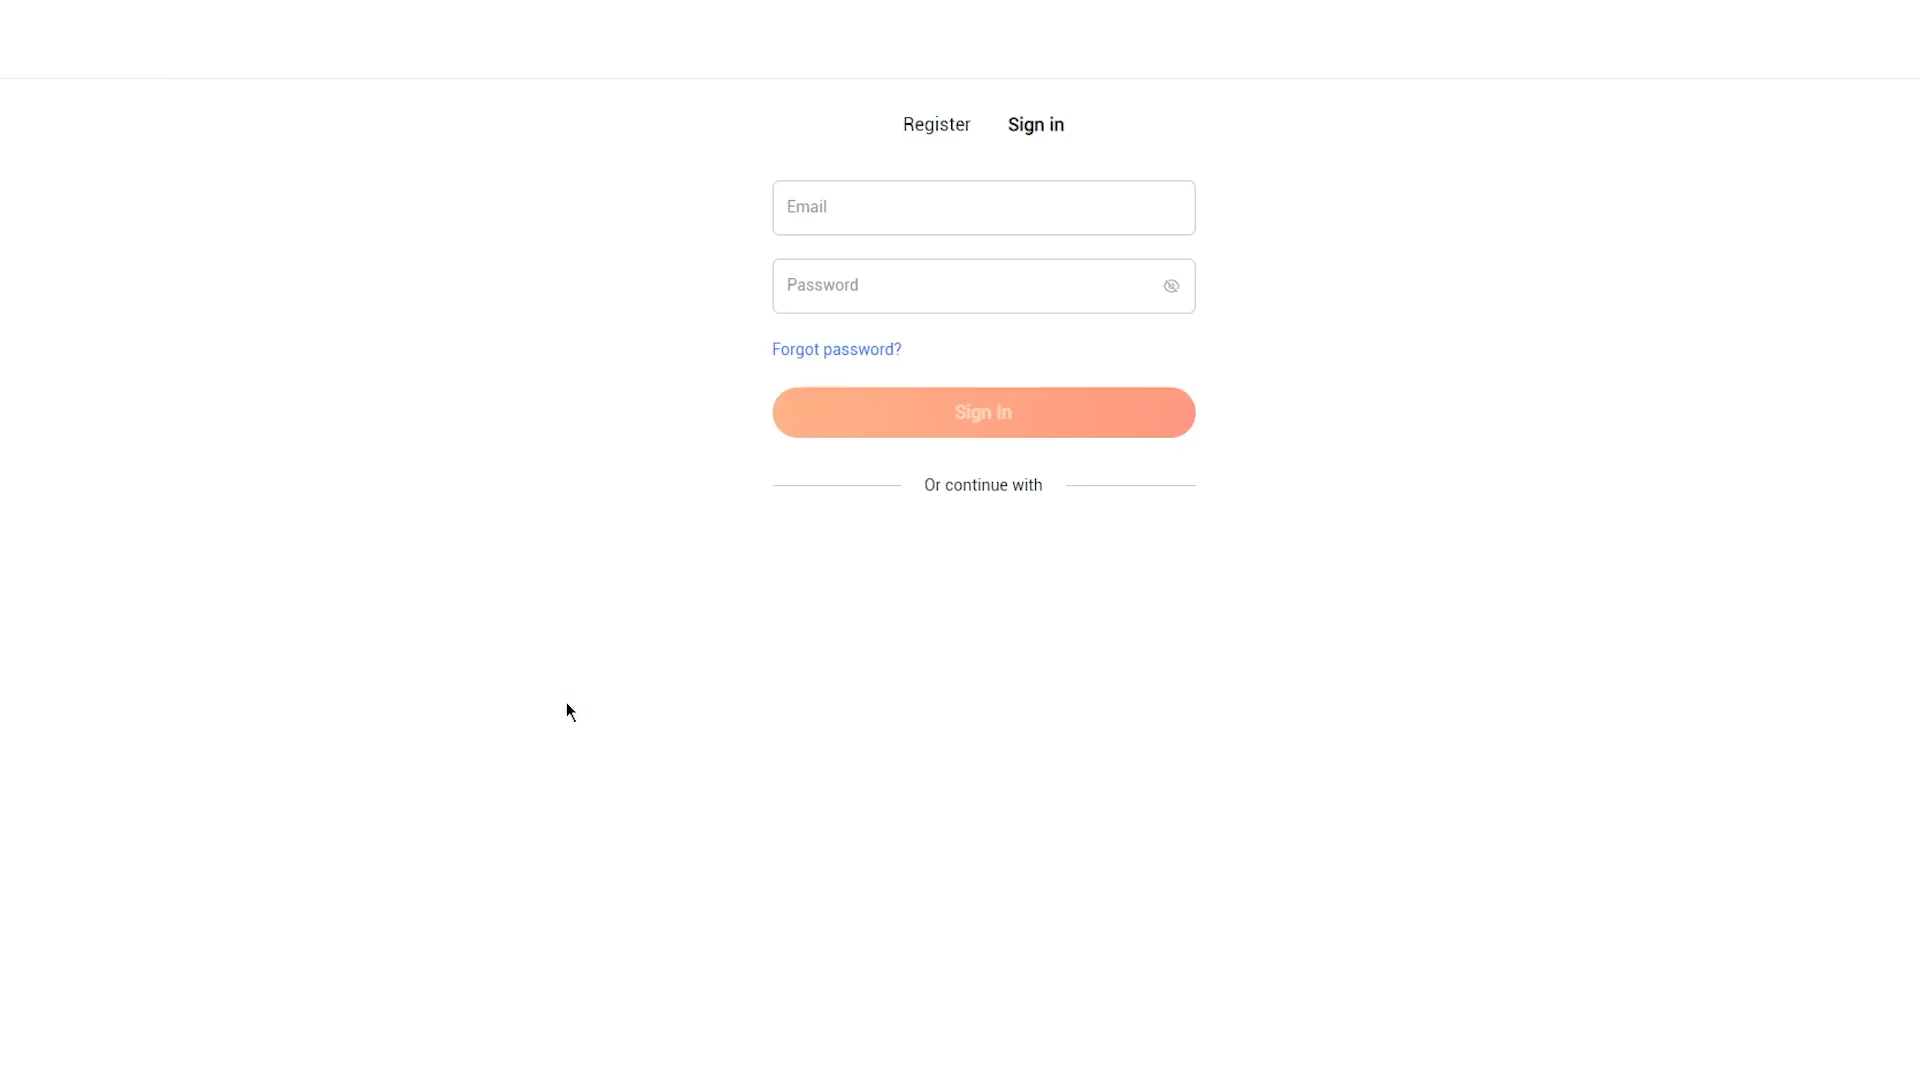 Register Sign in
Email
Password
Forgot password?
Sign In
Or continue with